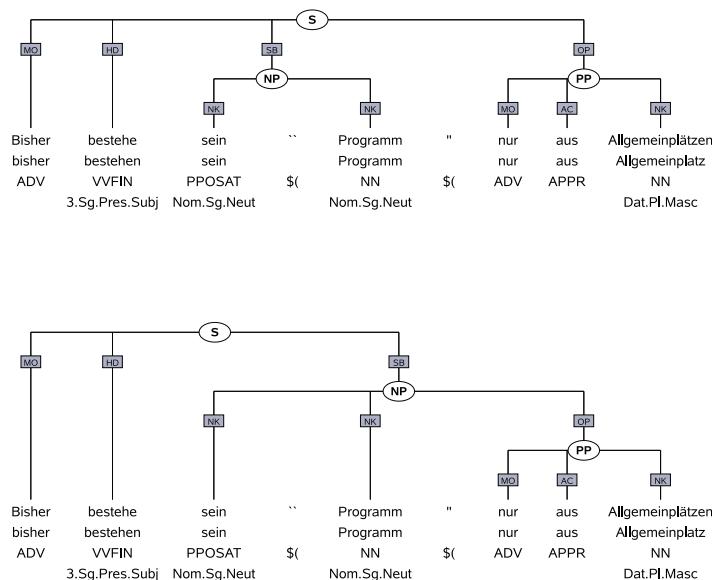 S
MO HD SB OP
NP PP
NK NK MO AC NK
Bisher bestehe sein `` Programm " nur aus Allgemeinplätzen
bisher bestehen sein Programm nur aus Allgemeinplatz
ADV VVFIN PPOSAT $( NN $( ADV APPR NN
3.Sg.Pres.Subj Nom.Sg.Neut Nom.Sg.Neut Dat.Pl.Masc
S
MO HD SB
NP
NK NK OP
PP
MO AC NK
Bisher bestehe sein `` Programm " nur aus Allgemeinplätzen
bisher bestehen sein Programm nur aus Allgemeinplatz
ADV VVFIN PPOSAT $( NN $( ADV APPR NN
3.Sg.Pres.Subj Nom.Sg.Neut Nom.Sg.Neut Dat.Pl.Masc